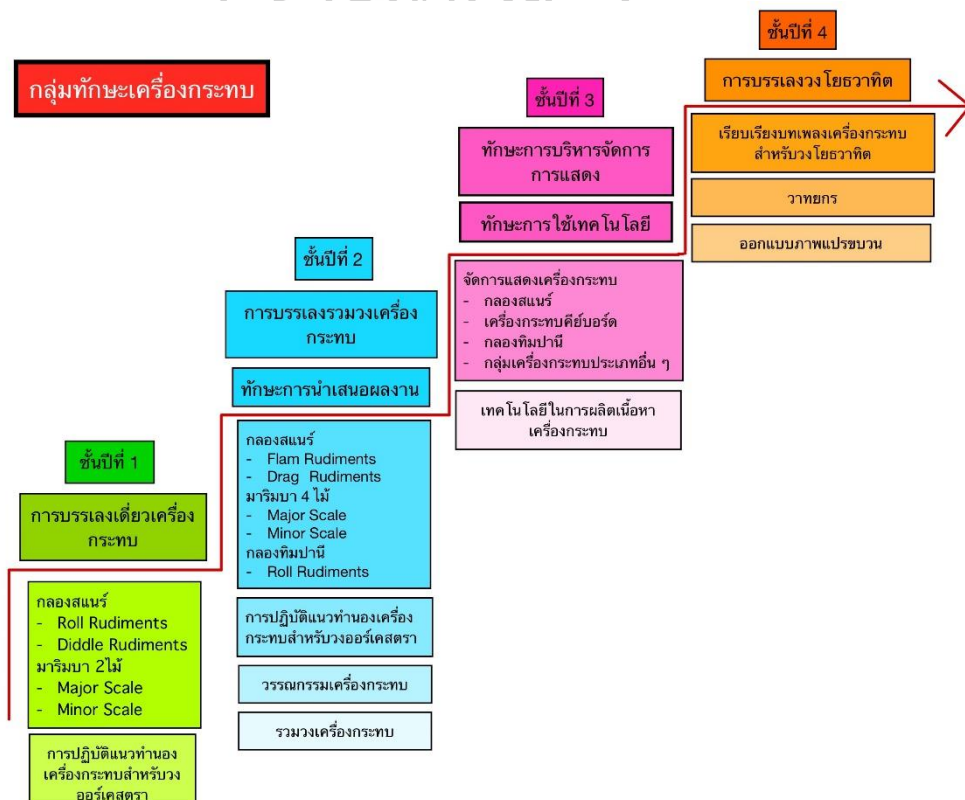 กลุ่มทักษะเครื่องกระทบ
ชั้นปีที่ 1
การบรรเลงเดี่ยวเครื่อง
กระทบ
กลองสแนร์
- Roll Rudiments
- Diddle Rudiments
มาริมบา 2ไม้
- Major Scale
- Minor Scale
การปฏิบัติแนวทำนอง
เครื่องกระทบสำหรับวง
ออร์เคสตรา
ชั้นปีที่ 2
การบรรเลงรวมวงเครื่อง
กระทบ
ทักษะการนำเสนอผลงาน
กลองสแนร์
- Flam Rudiments
- Drag Rudiments
มาริมบา 4 ไม้
- Major Scale
- Minor Scale
กลองทิมปานี
- Roll Rudiments
การปฏิบัติแนวทำนองเครื่อง
กระทบสำหรับวงออร์เคสตรา
วรรณกรรมเครื่องกระทบ
รวมวงเครื่องกระทบ
ชั้นปีที่ 3
ทักษะการบริหารจัดการ
การแสดง
ทักษะการใช้เทคโนโลยี
จัดการแสดงเครื่องกระทบ
- กลองสแนร์
- เครื่องกระทบคีย์บอร์ด
- กลองทิมปานี
- กลุ่มเครื่องกระทบประเภทอื่น ๆ
เทคโนโลยีในการผลิตเนื้อหา
เครื่องกระทบ
ชั้นปีที่ 4
การบรรเลงวงโยธวาทิต
เรียบเรียงบทเพลงเครื่องกระทบ
สำหรับวงโยธวาทิต
วาทยกร
ออกแบบภาพแปรขบวน